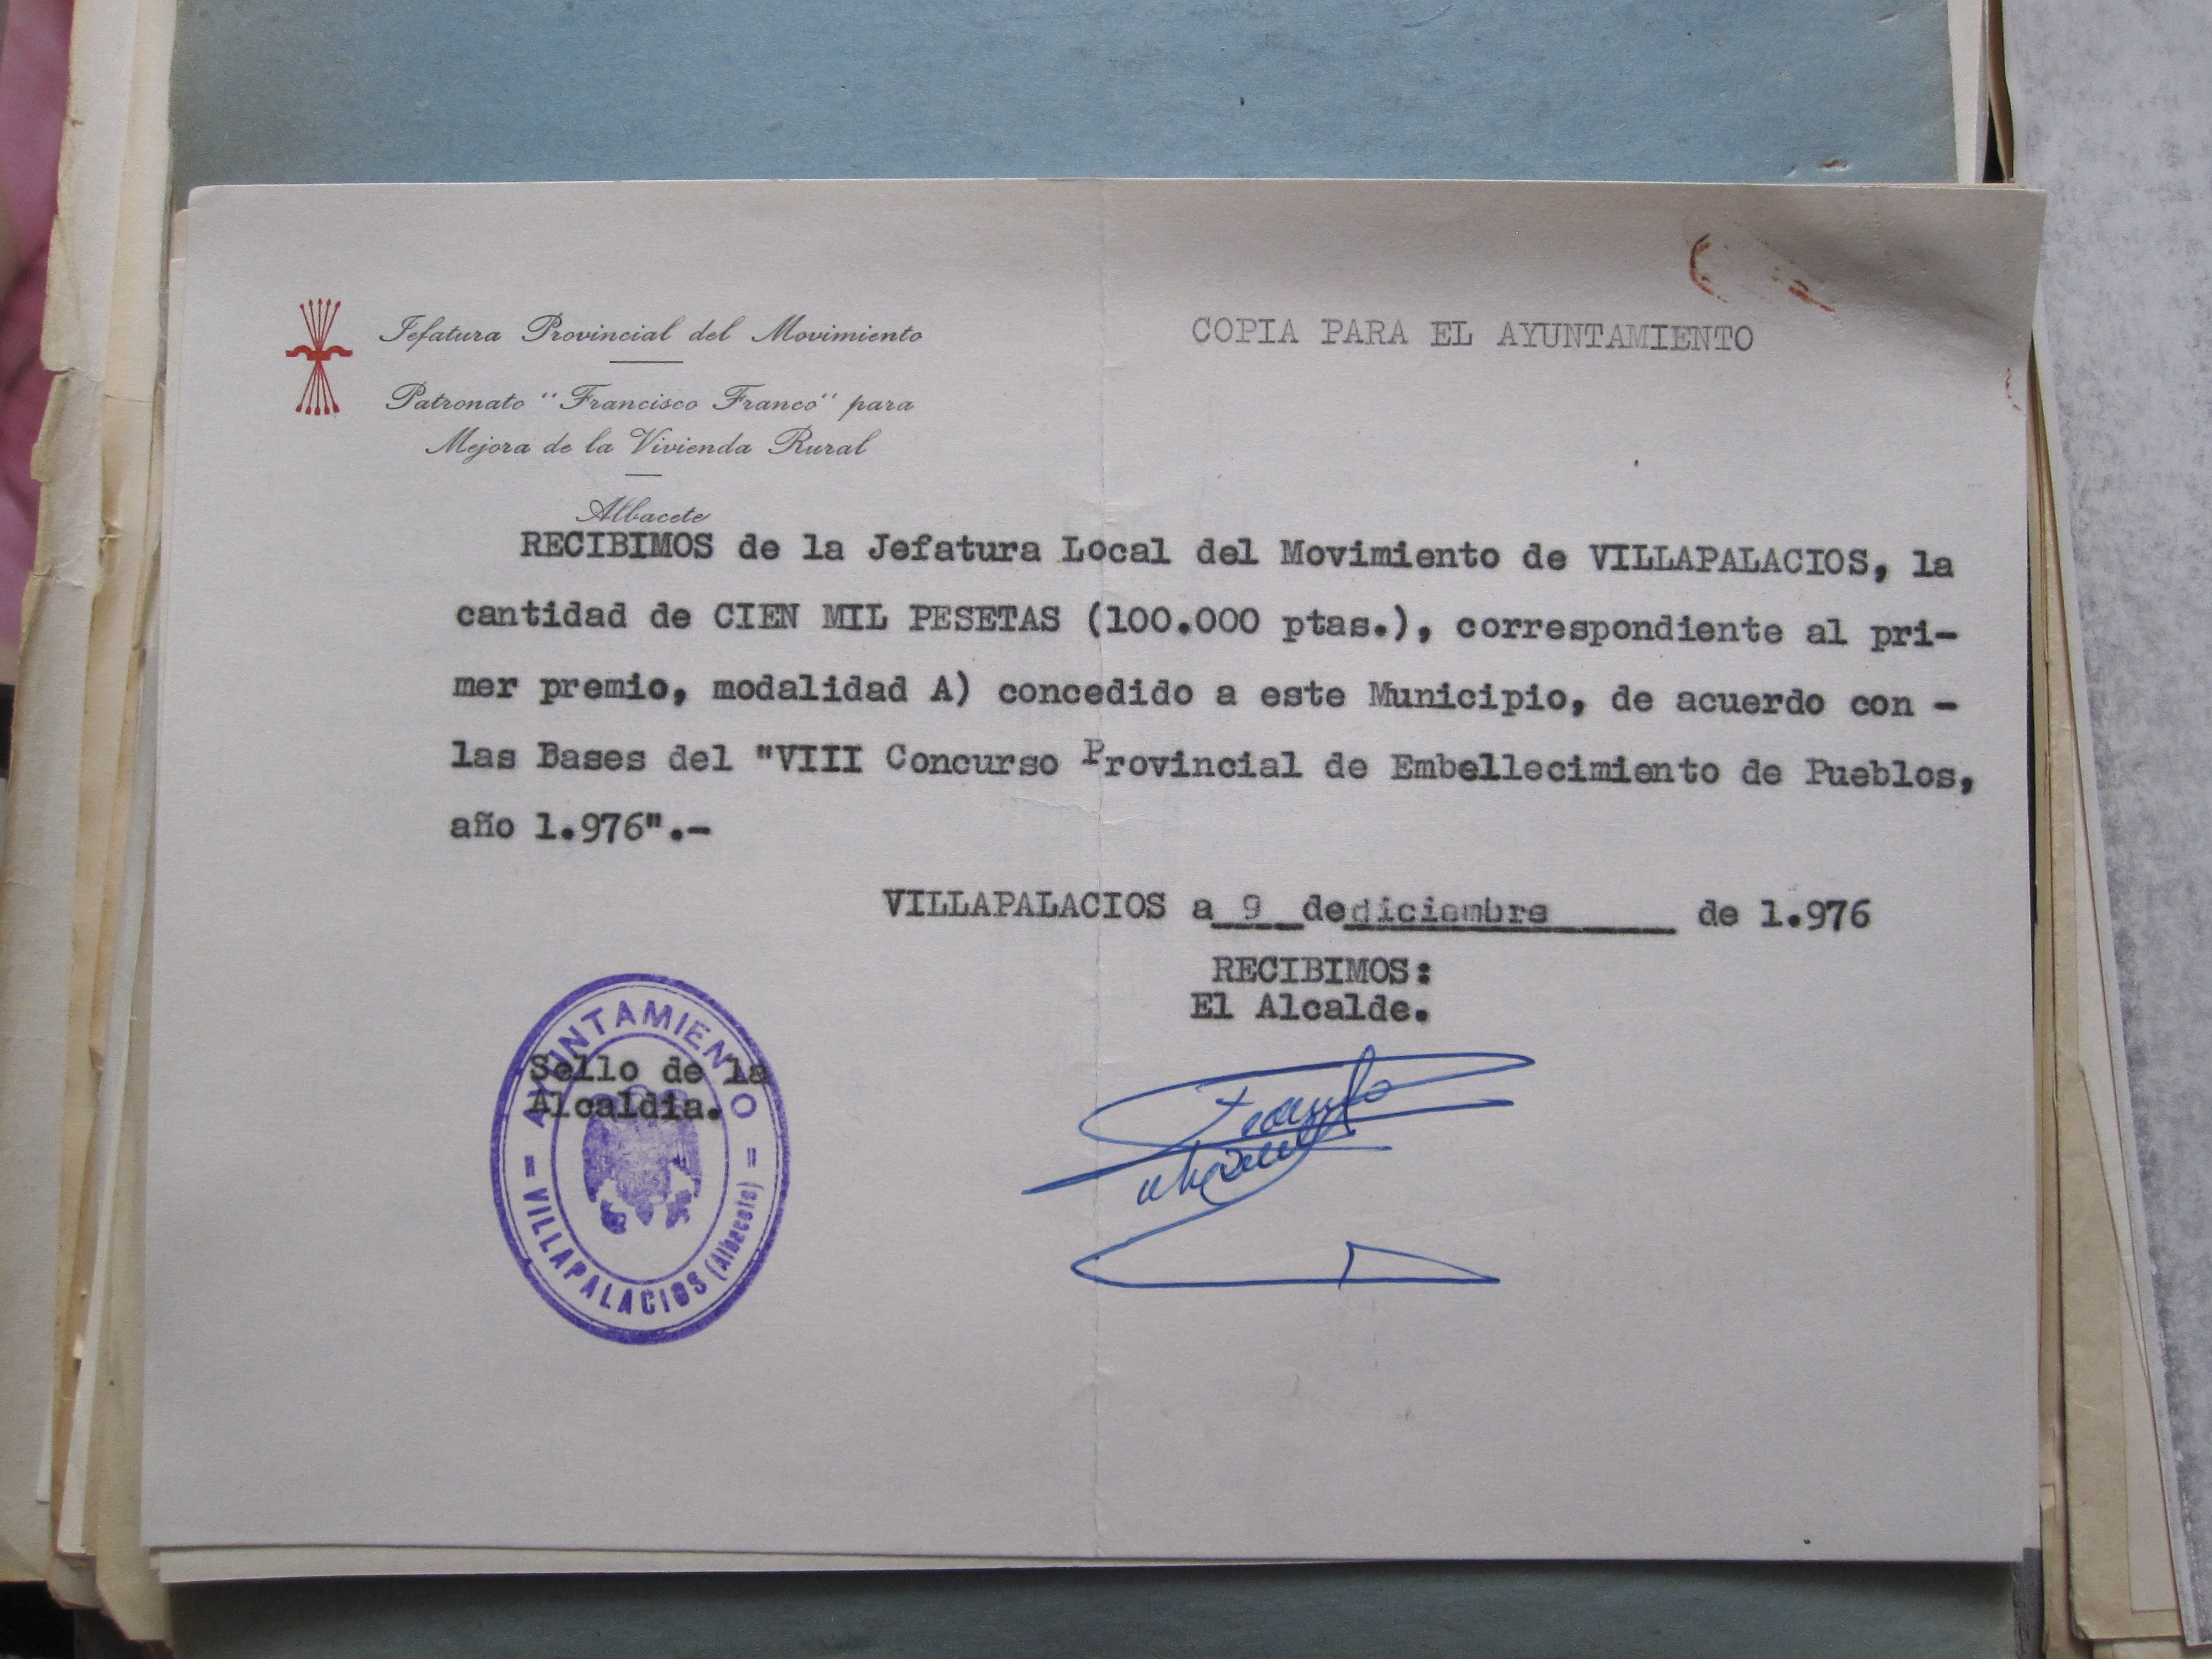 Jefatura Provincial del Movimiento
Patronato "Francisco Franco" para
Mejora de la Vivienda Rural
Albacete
COPIA PARA EL AYUNTAMIENTO
RECIBIMOS de la Jefatura Local del Movimiento de VILLAPALACIOS, la
cantidad de CIEN MIL PESETAS (100.000 ptas.), correspondiente al pri-
mer premio, modalidad A) concedido a este Municipio, de acuerdo con -
las Bases del "VIII Concurso Provincial de Embellecimiento de Pueblos,
año 1.976".-
VILLAPALACIOS a 9 de diciembre de 1.976
RECIBIMOS:
El Alcalde.
Sello de la
Alcaldia.
AYUNTAMIENTO
= VILLAPALACIOS (Albacete) =